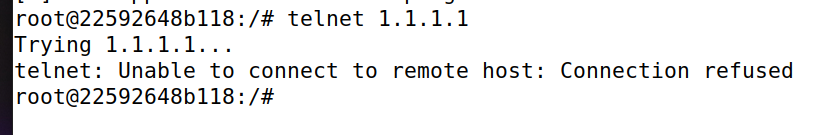 root@22592648b118:/# telnet 1.1.1.1
Trying 1.1.1.1...
telnet: Unable to connect to remote host: Connection refused
root@22592648b118:/#